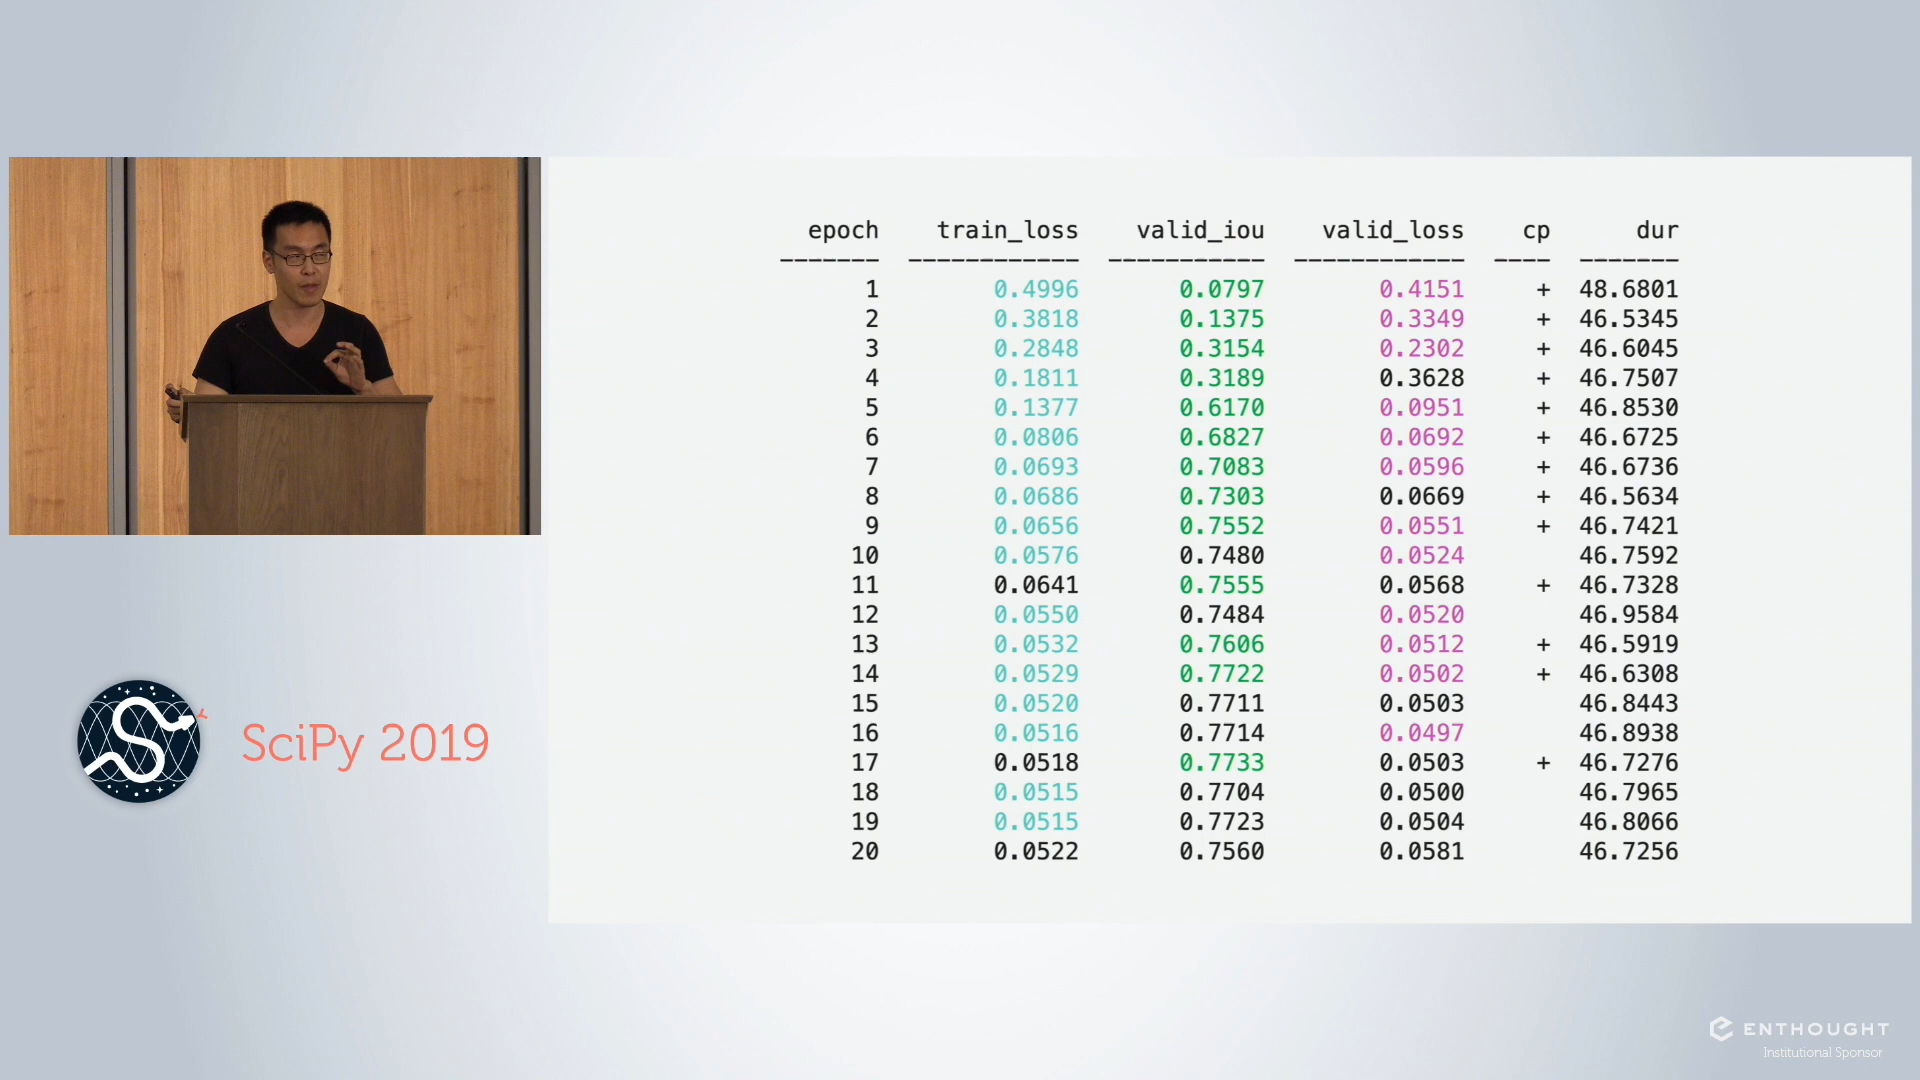 epoch train_loss valid_iou valid_loss cp dur
------- ------------ ----------- ------------ ---- -------
1 0.4996 0.0797 0.4151 + 48.6801
2 0.3818 0.1375 0.3349 + 46.5345
3 0.2848 0.3154 0.2302 + 46.6045
4 0.1811 0.3189 0.3628 + 46.7507
5 0.1377 0.6170 0.0951 + 46.8530
6 0.0806 0.6827 0.0692 + 46.6725
7 0.0693 0.7083 0.0596 + 46.6736
8 0.0686 0.7303 0.0669 + 46.5634
9 0.0656 0.7552 0.0551 + 46.7421
10 0.0576 0.7480 0.0524 46.7592
11 0.0641 0.7555 0.0568 + 46.7328
12 0.0550 0.7484 0.0520 46.9584
13 0.0532 0.7606 0.0512 + 46.5919
14 0.0529 0.7722 0.0502 + 46.6308
15 0.0520 0.7711 0.0503 46.8443
16 0.0516 0.7714 0.0497 46.8938
17 0.0518 0.7733 0.0503 + 46.7276
18 0.0515 0.7704 0.0500 46.7965
19 0.0515 0.7723 0.0504 46.8066
20 0.0522 0.7560 0.0581 46.7256
SciPy 2019
ENTHOUGHT
Institutional Sponsor